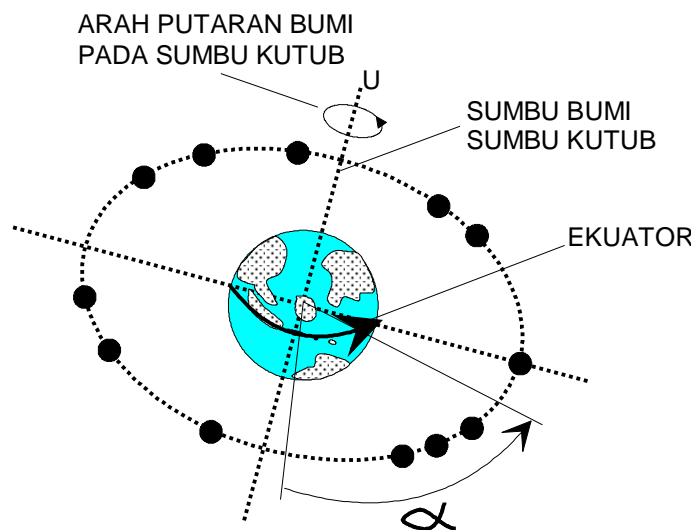 ARAH PUTARAN BUMI
PADA SUMBU KUTUB
U
SUMBU BUMI
SUMBU KUTUB
EKUATOR
α